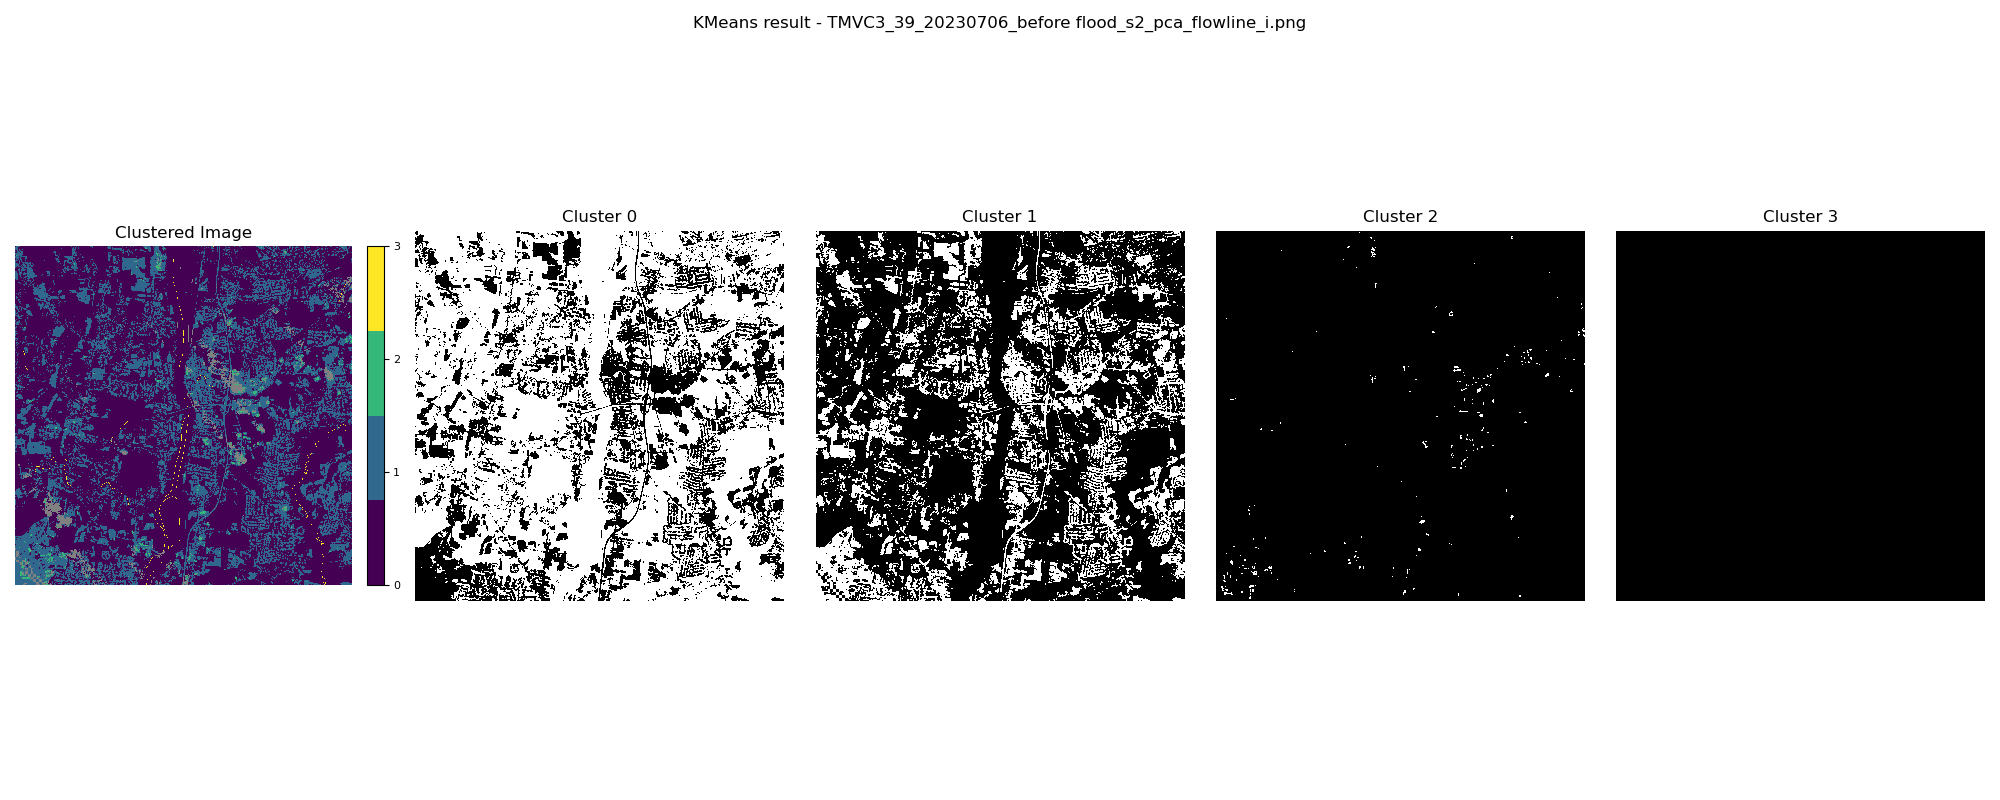 KMeans result - TMVC3_39_20230706_before flood_s2_pca_flowline_i.png
Clustered Image
Cluster 0
Cluster 1
Cluster 2
Cluster 3
3
2
1
0